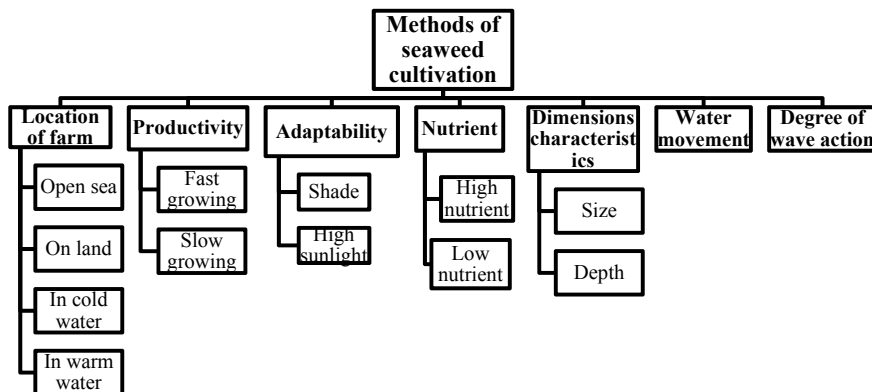 Methods of
seaweed
cultivation
Location
of farm
Open sea
On land
In cold
water
In warm
water
Productivity
Fast
growing
Slow
growing
Adaptability
Shade
High
sunlight
Nutrient
High
nutrient
Low
nutrient
Dimensions
characterist
ics
Size
Depth
Water
movement
Degree of
wave action